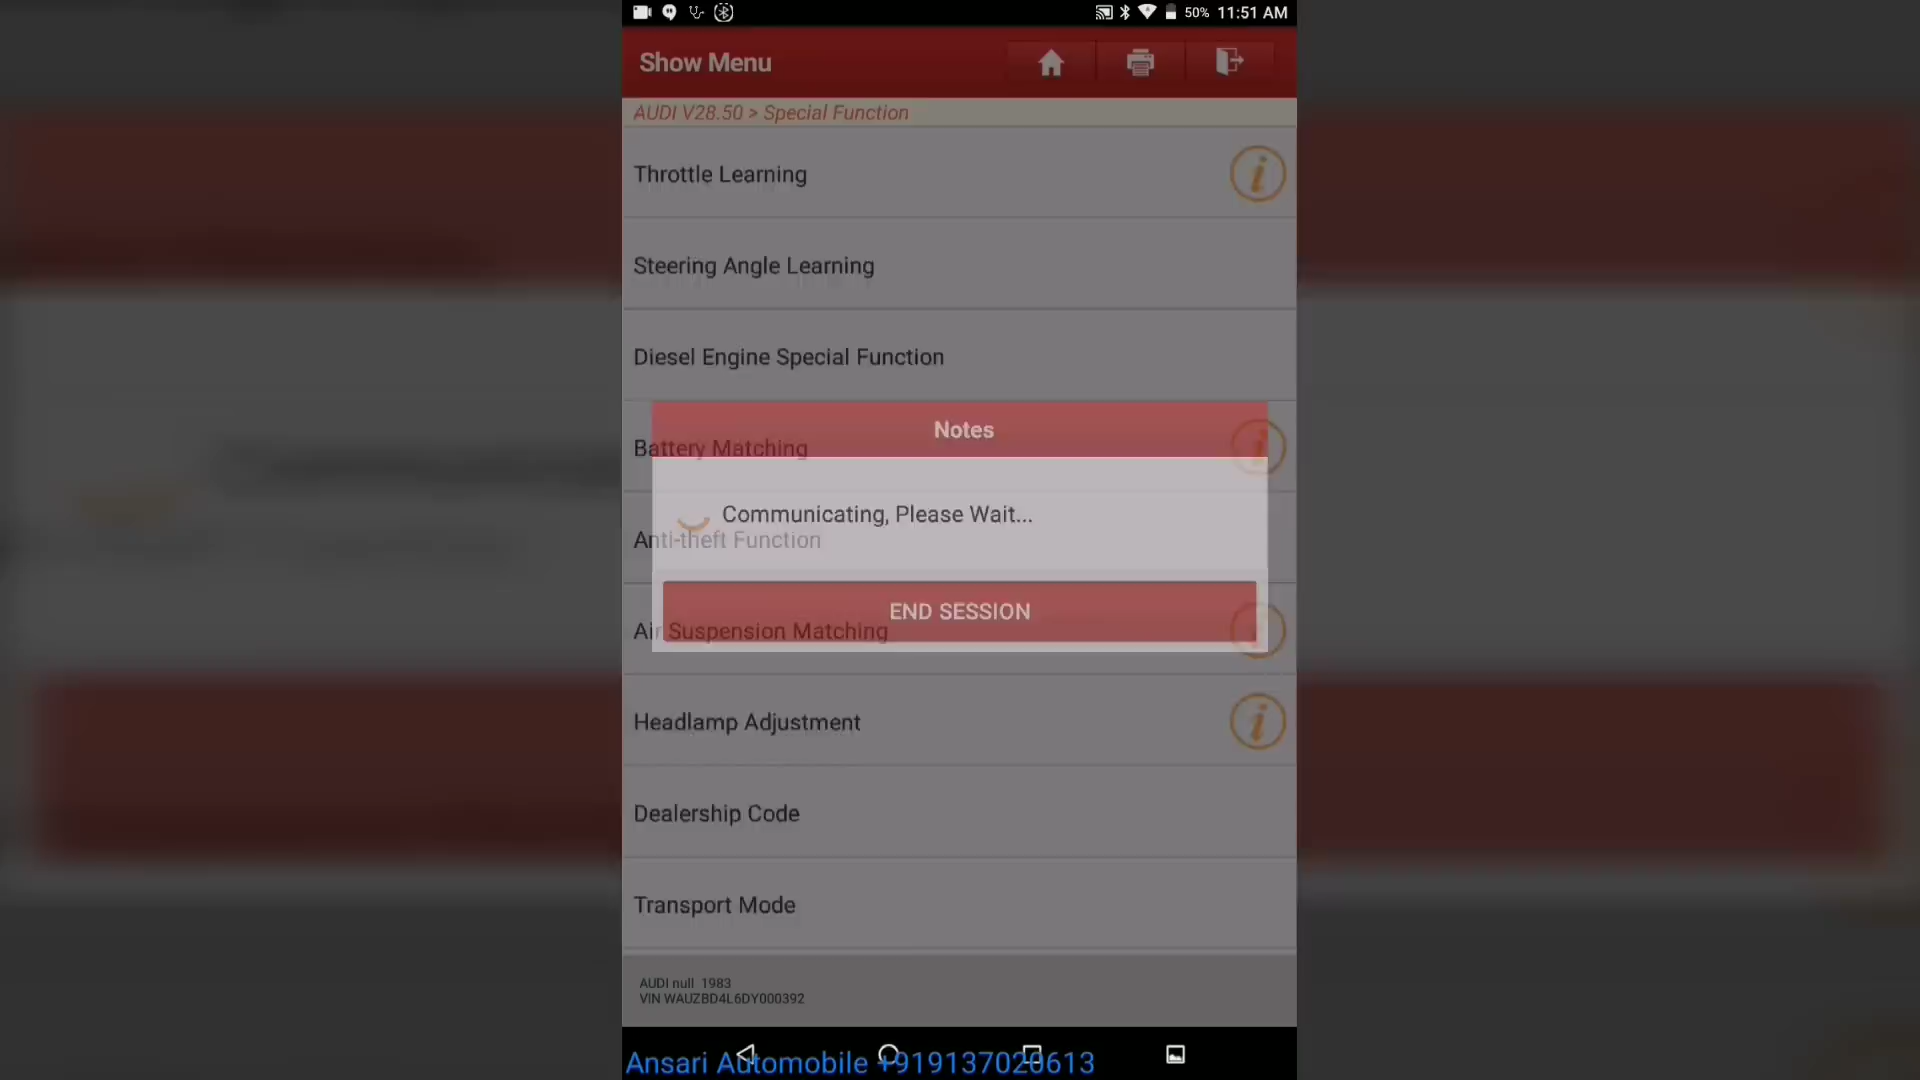 50% 11:51 AM
Show Menu
AUDI V28.50 > Special Function
Throttle Learning
Steering Angle Learning
Diesel Engine Special Function
Notes
Battery Matching
Communicating, Please Wait...
Anti-theft Function
END SESSION
Air Suspension Matching
Headlamp Adjustment
Dealership Code
Transport Mode
AUDI null 1983
VIN WAUZBD4L6DY000392
Ansari Automobile +919137020613